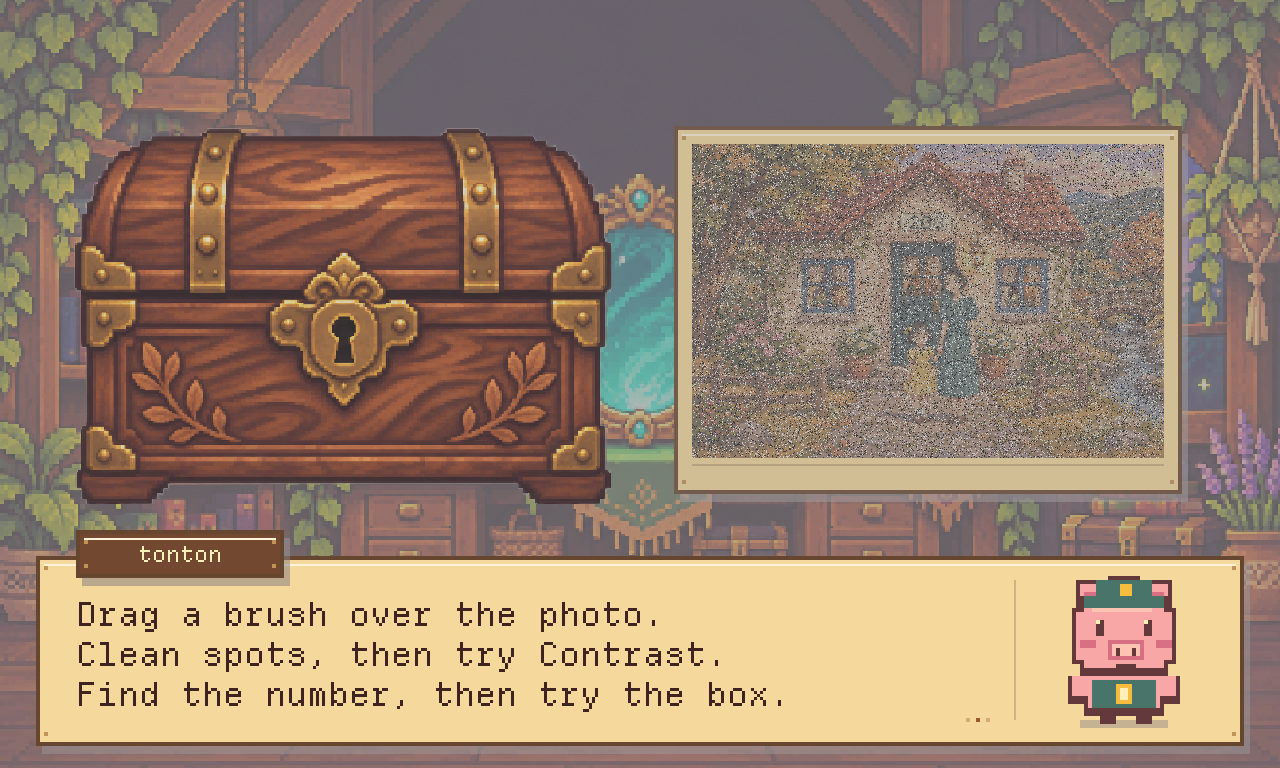 tonton
Drag a brush over the photo.
Clean spots, then try Contrast.
Find the number, then try the box.